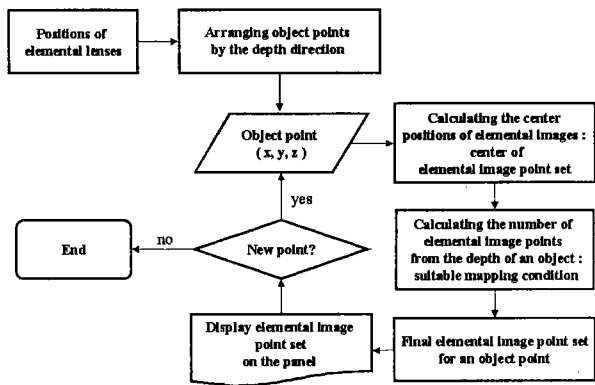 Positions of
elemental lenses
Arranging object points
by the depth direction
Object point
( x, y, z )
Calculating the center
positions of elemental images :
center of
elemental image point set
yes
Calculating the number of
elemental image points
from the depth of an object :
suitable mapping condition
New point?
no
End
Final elemental image point set
for an object point
Display elemental image
point set
on the panel